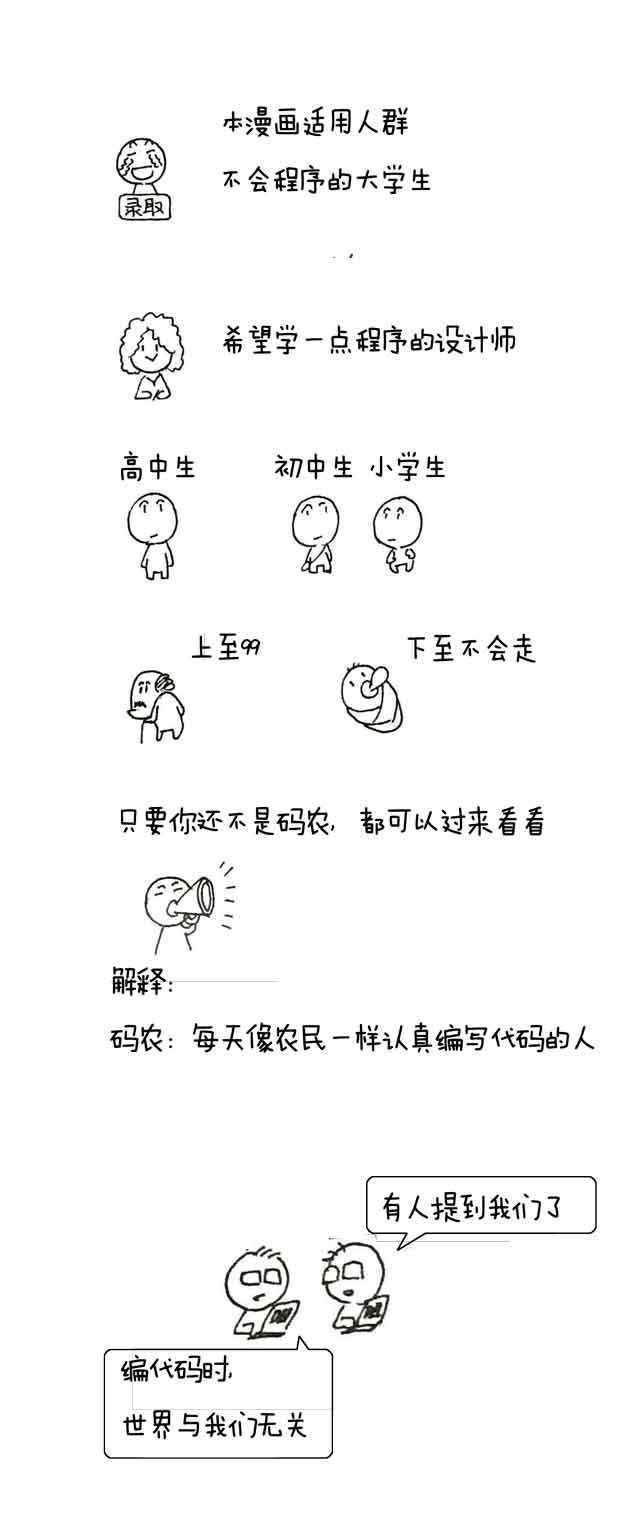 本漫画适用人群
不会程序的大学生
录取
希望学一点程序的设计师
高中生 初中生 小学生
上至99 下至不会走
只要你还不是码农，都可以过来看看
解释：
码农：每天像农民一样认真编写代码的人
有人提到我们了
编代码时，
世界与我们无关